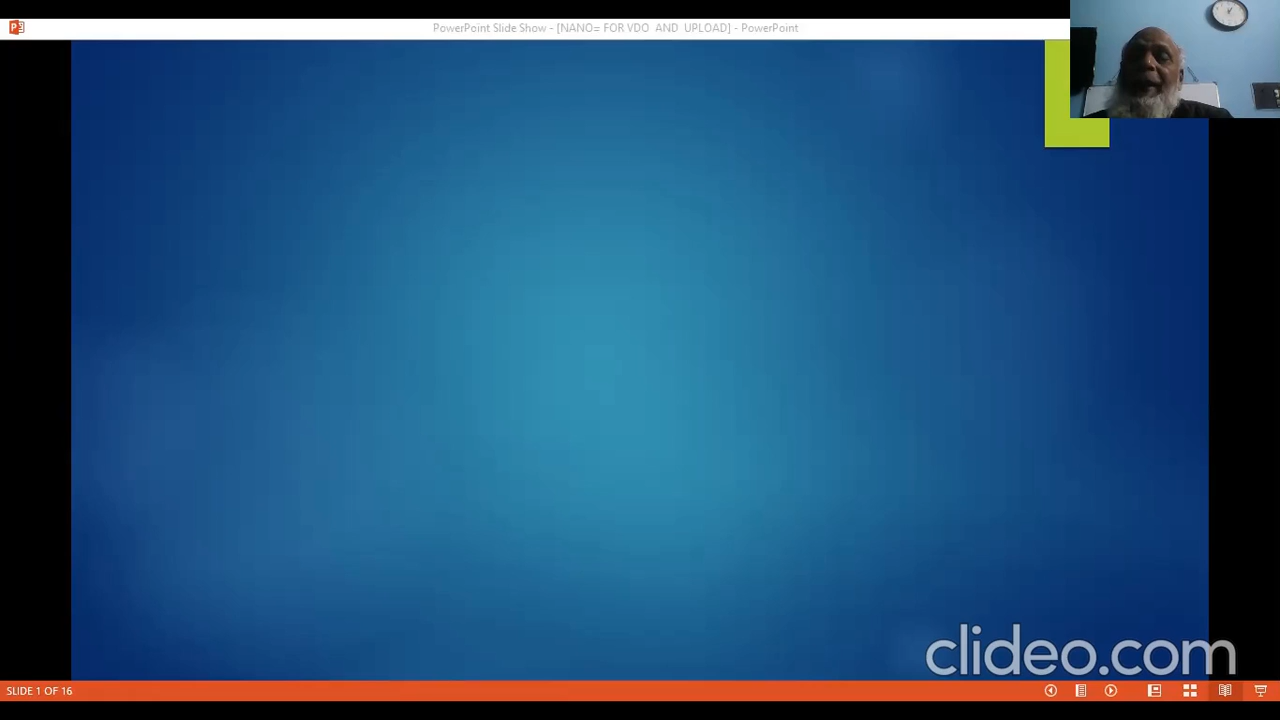 PowerPoint Slide Show - [NANO= FOR VDO  AND  UPLOAD] - PowerPoint
clideo.com
SLIDE 1 OF 16